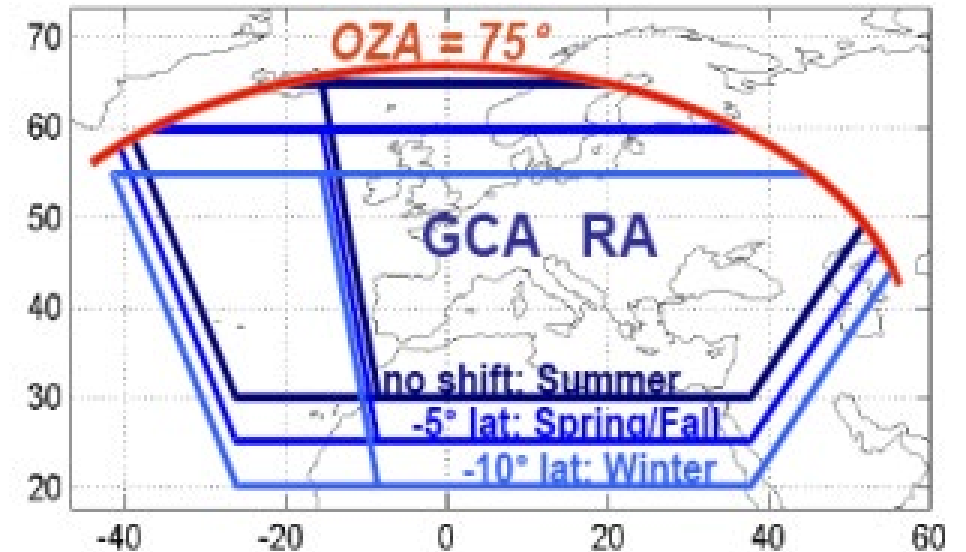 OZA = 75°
70
60
50
40
30
20
GCA RA
no shift: Summer
-5° lat: Spring/Fall
-10° lat: Winter
-40 -20 0 20 40 60